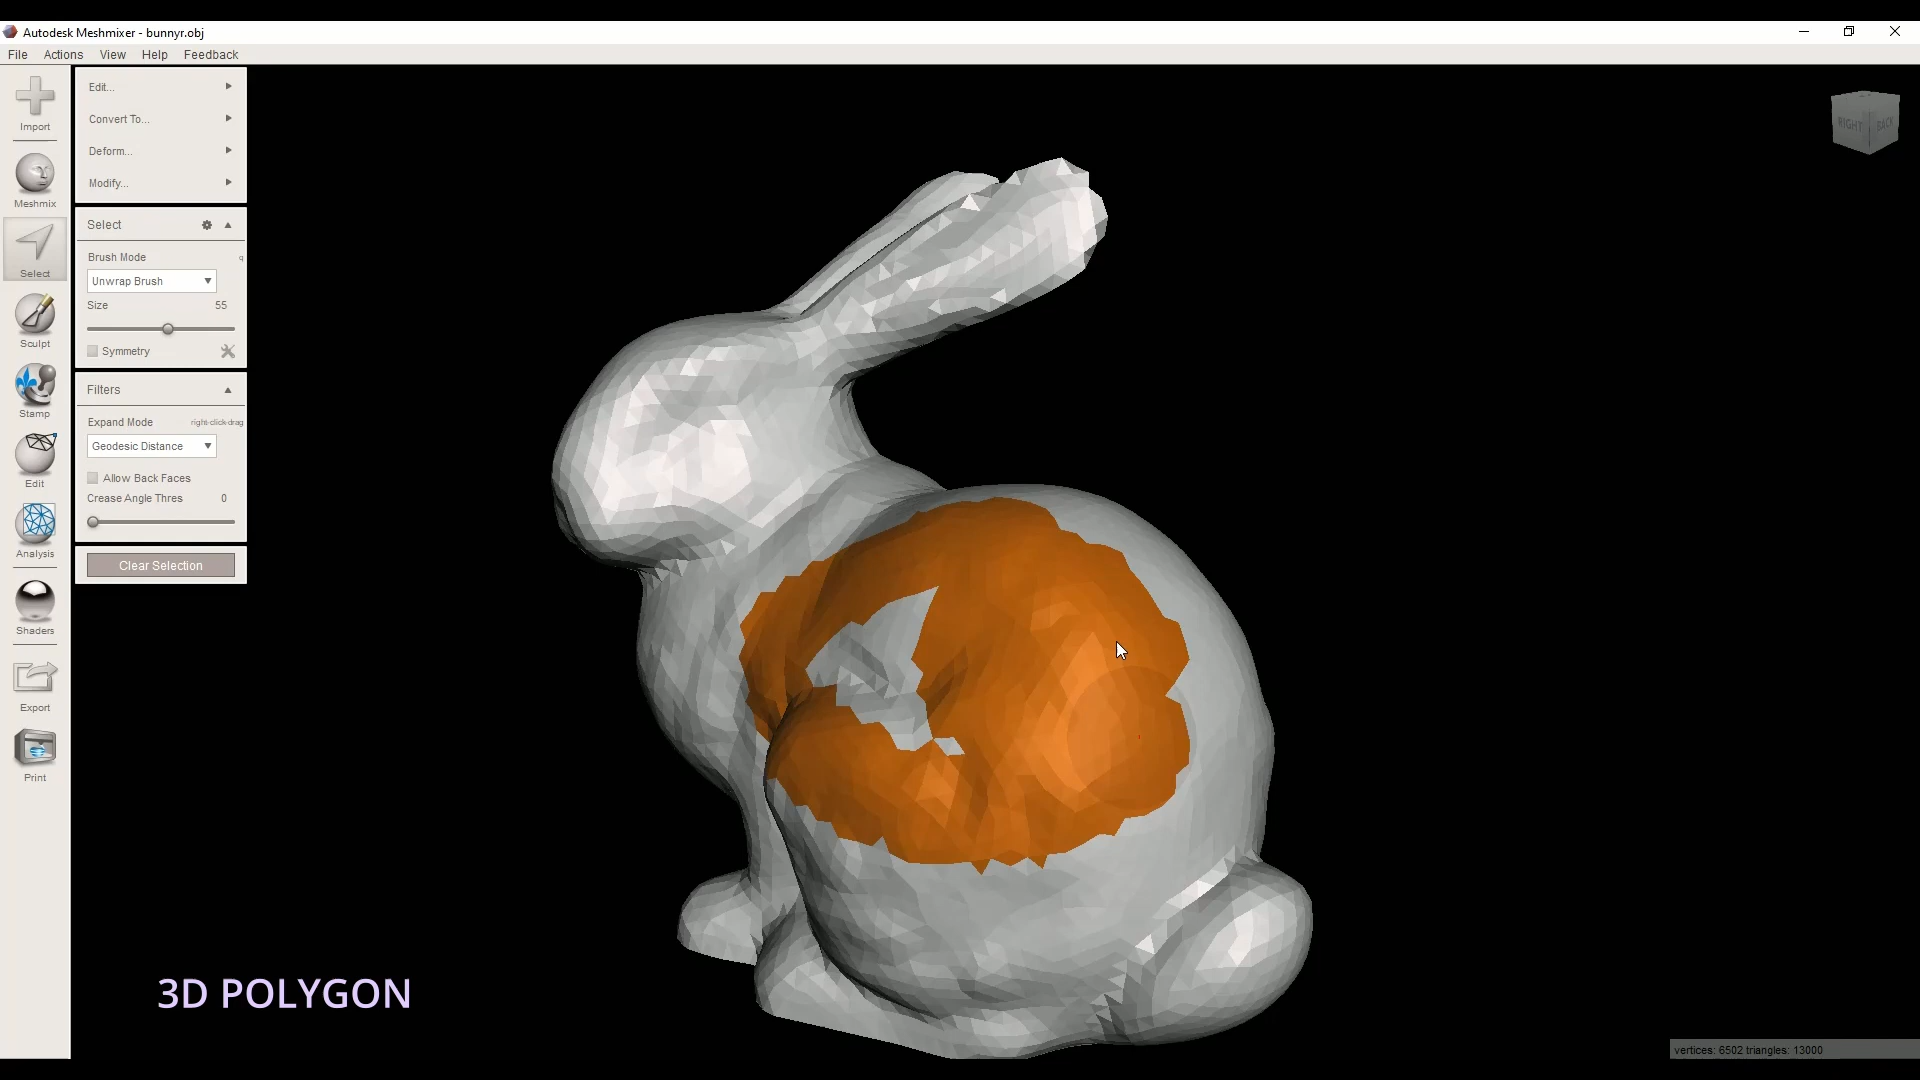 Autodesk Meshmixer - bunnyr.obj
File Actions View Help Feedback
Import
Meshmix
Select
Sculpt
Stamp
Edit
Analysis
Shaders
Export
Print
Edit...
Convert To...
Deform...
Modify...
Select
Brush Mode q
Unwrap Brush
Size 55
Symmetry
Filters
Expand Mode right-click-drag
Geodesic Distance
Allow Back Faces
Crease Angle Thres 0
Clear Selection
RIGHT BACK
3D POLYGON
vertices: 6502 triangles: 13000